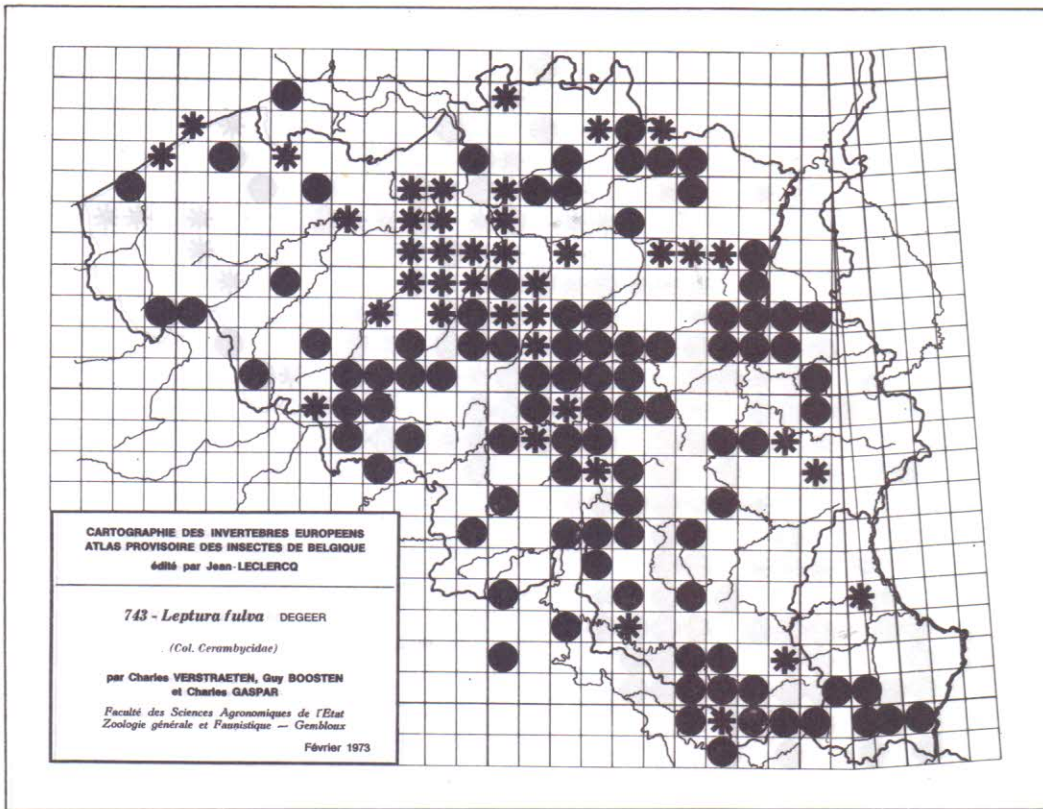 CARTOGRAPHIE DES INVERTEBRES EUROPEENS
ATLAS PROVISOIRE DES INSECTES DE BELGIQUE
édité par Jean LECLERCQ
743 - Leptura fulva DEGEER
(Col. Cerambycidae)
par Charles VERSTRAETEN, Guy BOOSTEN
et Charles GASPAR
Faculté des Sciences Agronomiques de l'Etat
Zoologie générale et Faunistique — Gembloux
Février 1973